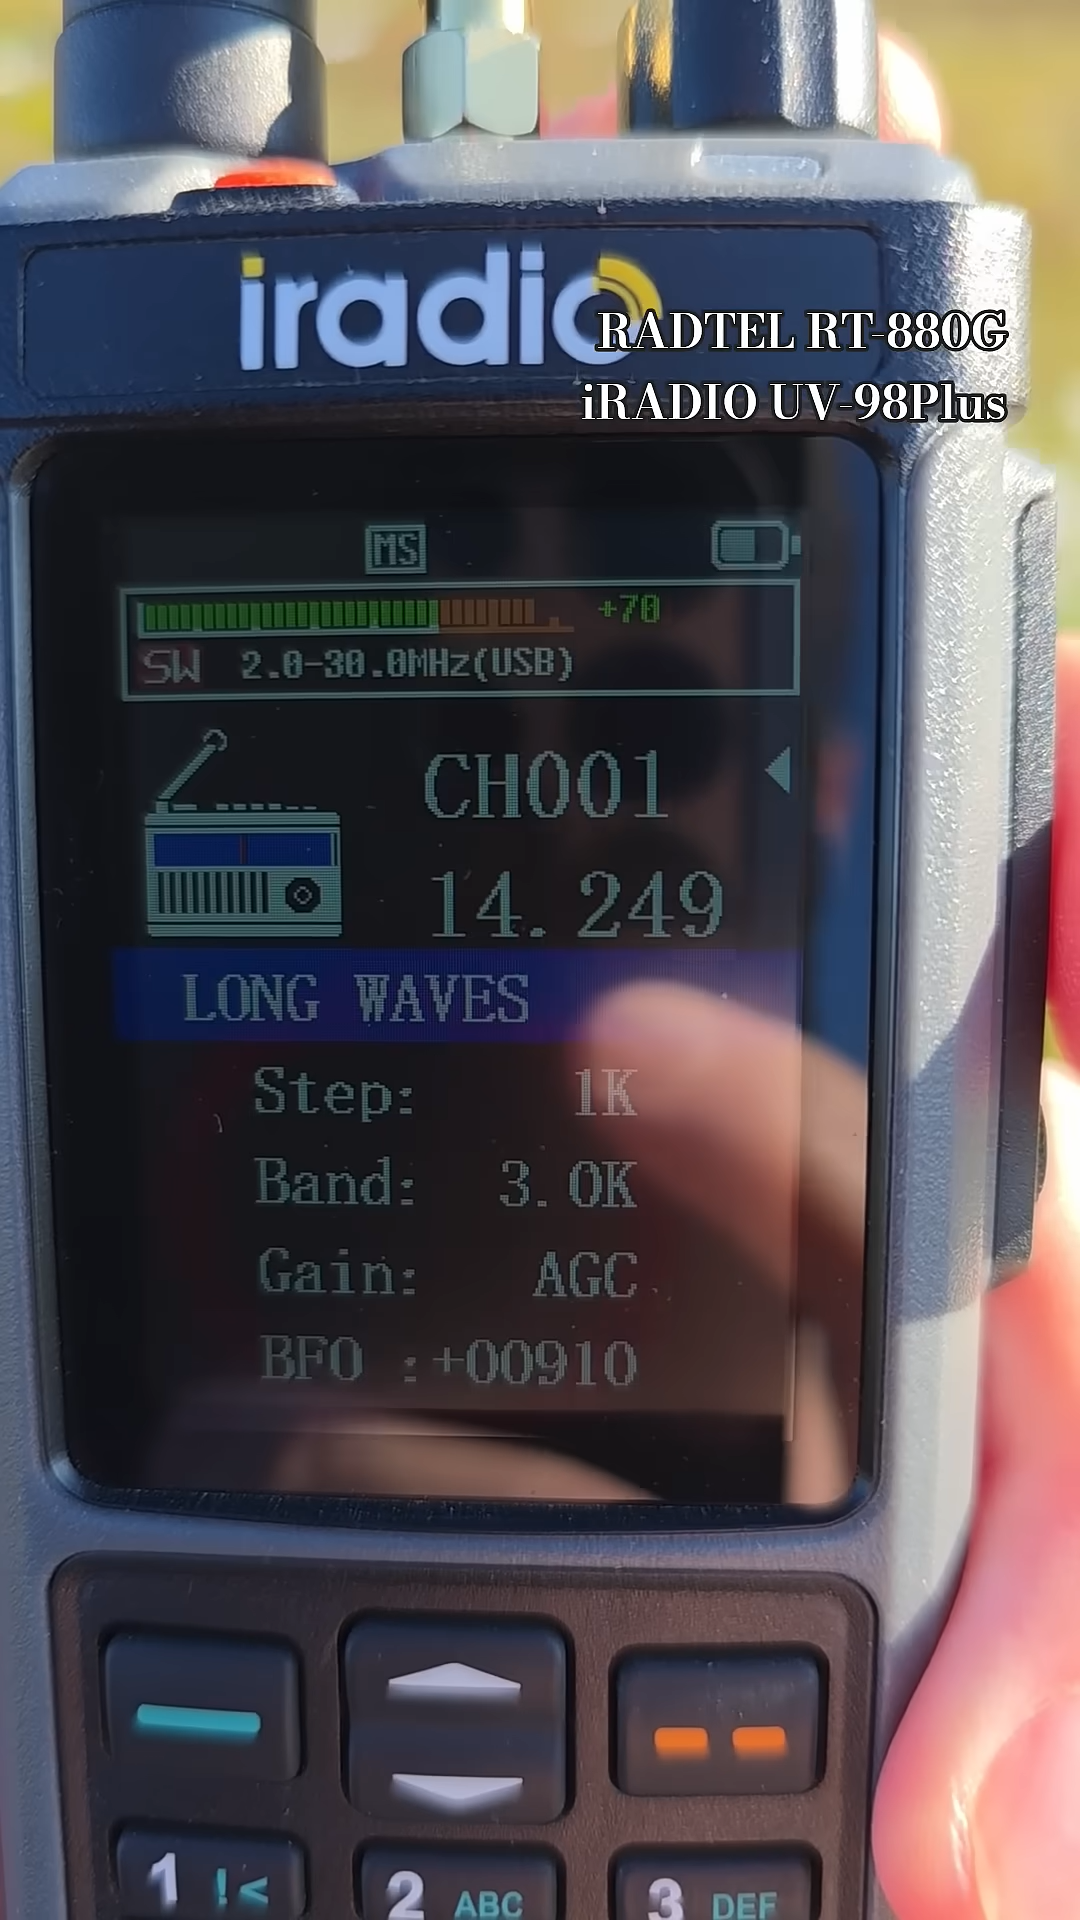 iradio
RADTEL RT-880G
iRADIO UV-98Plus
MS
+70
SW 2.0-30.0MHz(USB)
CH001
14.249
LONG WAVES
Step: 1K
Band: 3.0K
Gain: AGC
BFO :+00910
1 !< 2 ABC 3 DEF